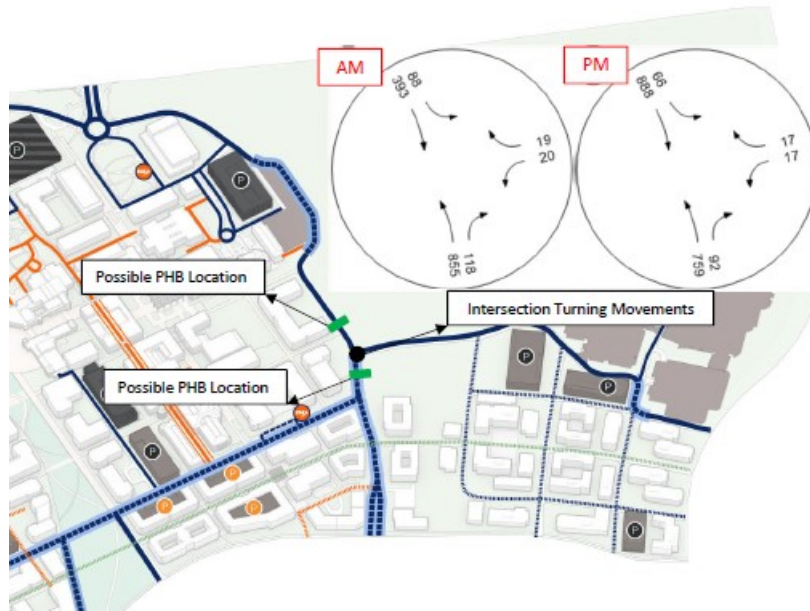 AM
88
393
19
20
855
118
PM
66
888
17
17
759
92
P
P
Possible PHB Location
Intersection Turning Movements
Possible PHB Location
P
P
P
P
P
P
P
P
P